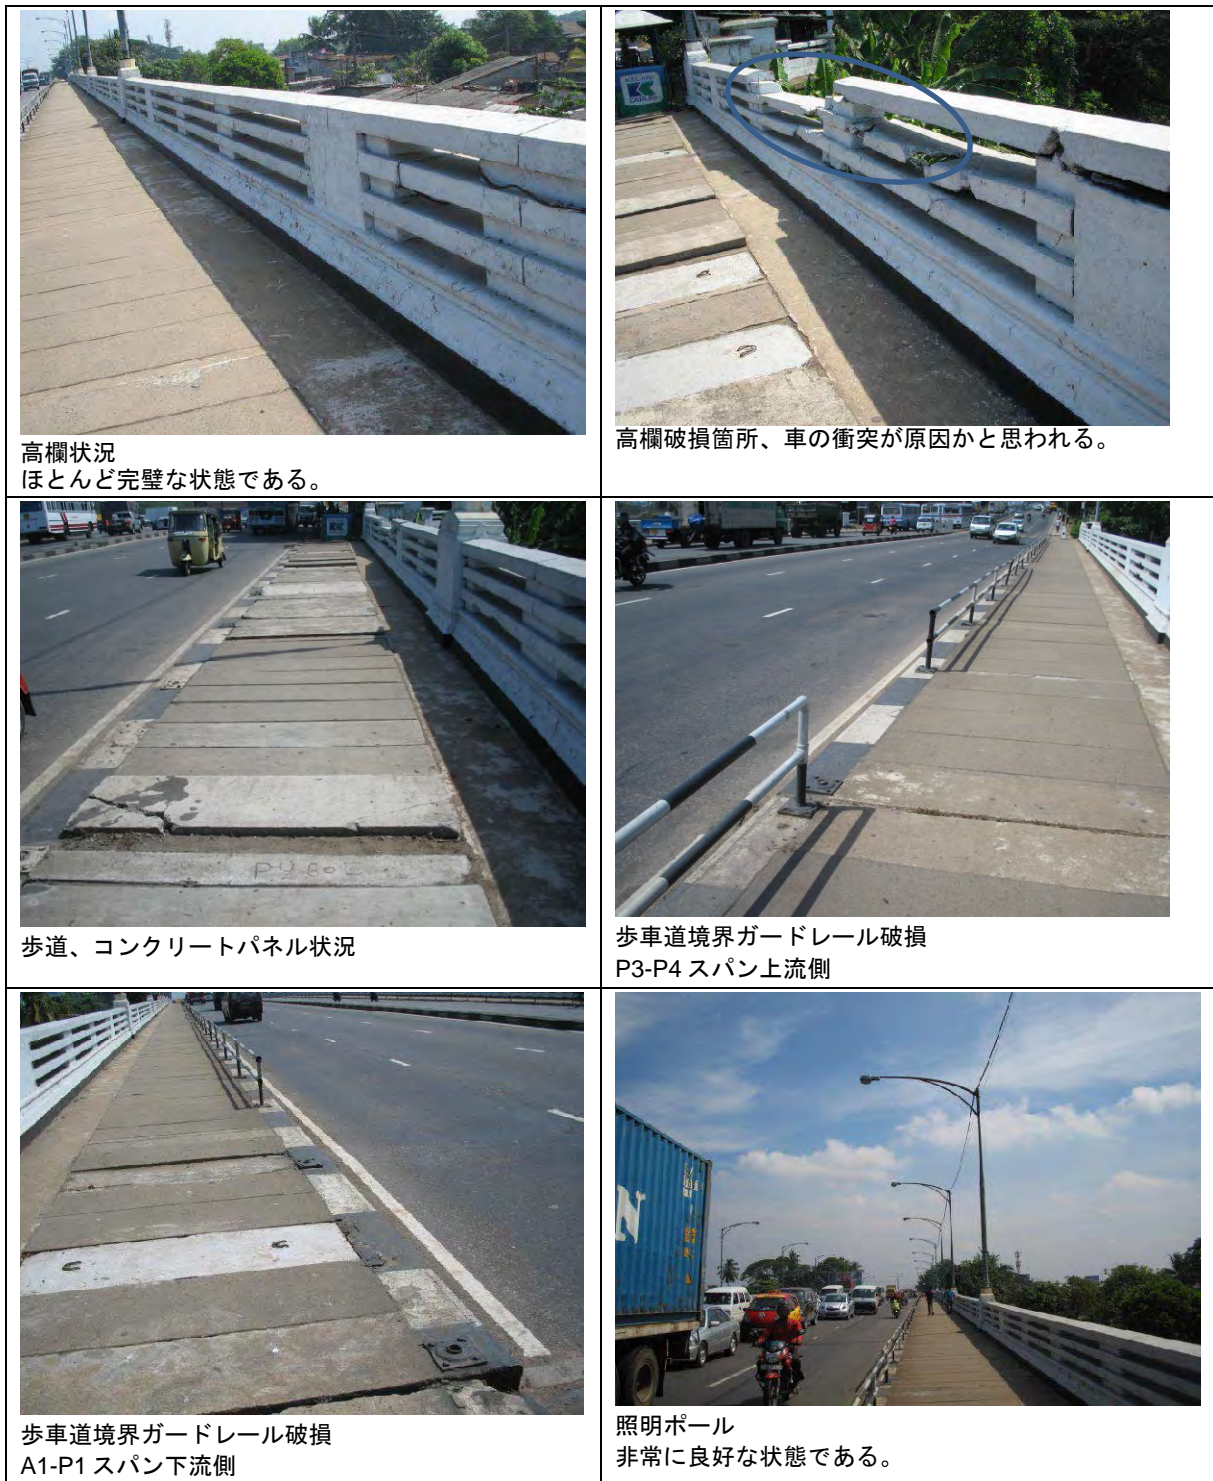 KELANI
CABLES
高欄状況
ほとんど完璧な状態である。
高欄破損箇所、車の衝突が原因かと思われる。
PUBUL
歩道、コンクリートパネル状況
歩車道境界ガードレール破損
P3-P4 スパン上流側
歩車道境界ガードレール破損
A1-P1 スパン下流側
N
照明ポール
非常に良好な状態である。